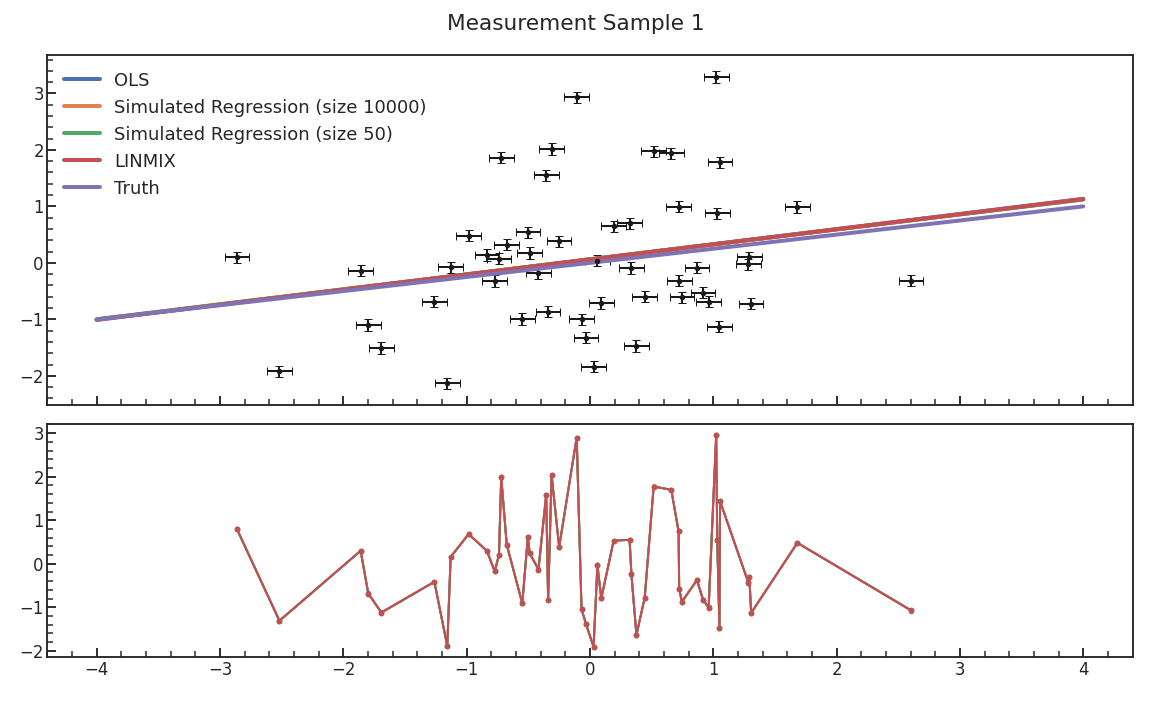 Measurement Sample 1
OLS
Simulated Regression (size 10000)
Simulated Regression (size 50)
LINMIX
Truth
3
2
1
0
−1
−2
3
2
1
0
−1
−2
−4 −3 −2 −1 0 1 2 3 4